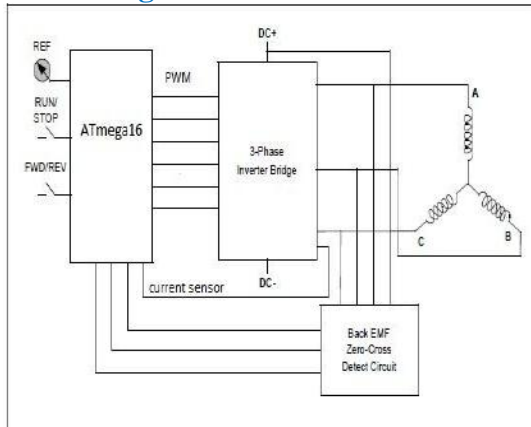 DC+
REF
PWM
A
RUN/
STOP
ATmega16
3-Phase
Inverter Bridge
FWD/REV
C
B
current sensor
DC-
Back EMF
Zero-Cross
Detect Circuit